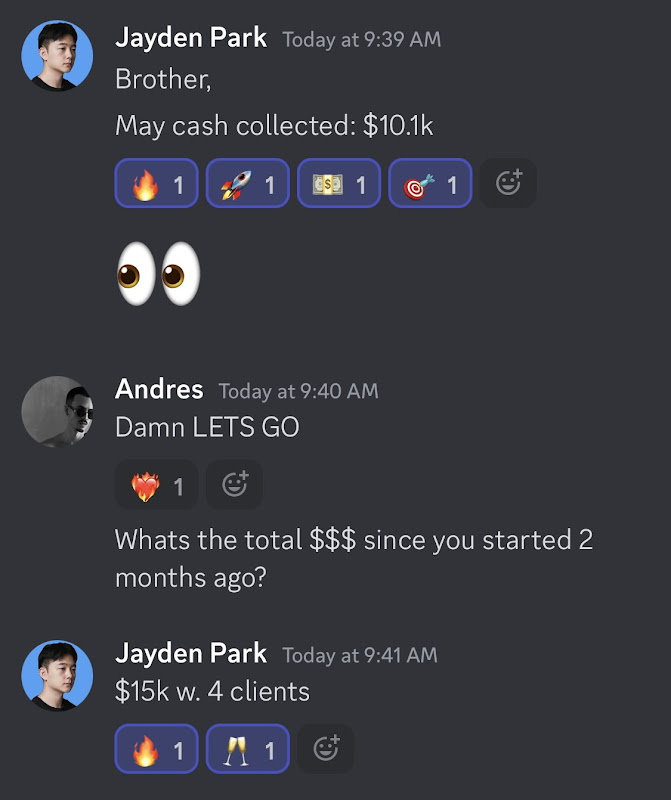 Jayden Park Today at 9:39 AM
Brother,
May cash collected: $10.1k
🔥 1 🚀 1 💵 1 🎯 1
👀
Andres Today at 9:40 AM
Damn LETS GO
❤️‍🔥 1
Whats the total $$$ since you started 2
months ago?
Jayden Park Today at 9:41 AM
$15k w. 4 clients
🔥 1 🥂 1